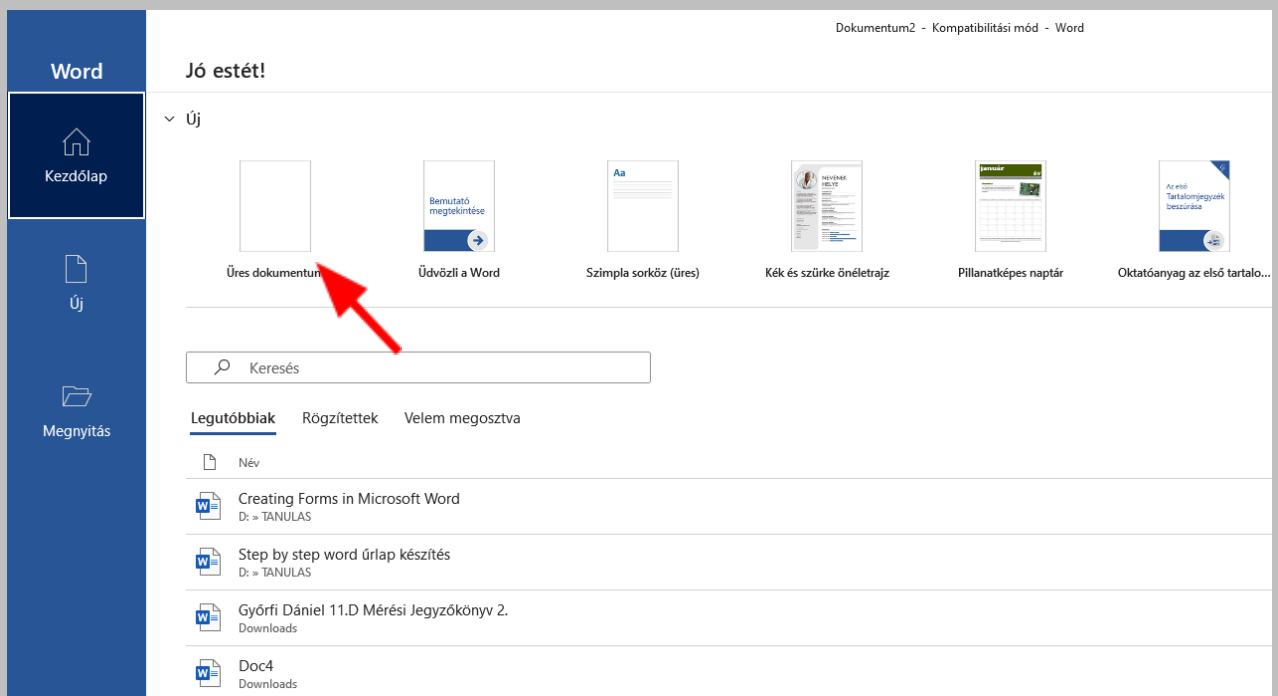 Dokumentum2 - Kompatibilitási mód - Word
Word
Jó estét!
Új
Kezdőlap
Új
Megnyitás
Bemutató
megtekintése
Aa
NEVÉNEK
HELYE
január
Az első
Tartalomjegyzék
beszúrása
Üres dokumentum
Üdvözli a Word
Szimpla sorköz (üres)
Kék és szürke önéletrajz
Pillanatképes naptár
Oktatóanyag az első tartalo...
Keresés
Legutóbbiak Rögzítettek Velem megosztva
Név
Creating Forms in Microsoft Word
D: » TANULAS
Step by step word űrlap készítés
D: » TANULAS
Győrfi Dániel 11.D Mérési Jegyzőkönyv 2.
Downloads
Doc4
Downloads